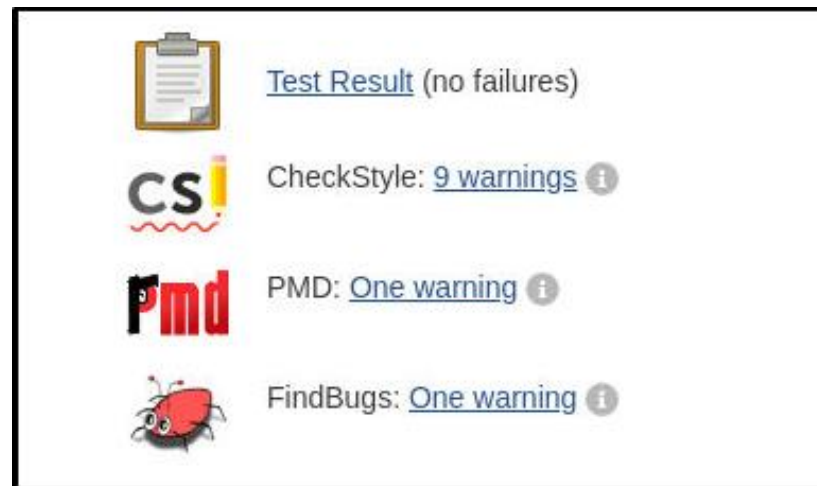 Test Result (no failures)
CS
CheckStyle: 9 warnings
pmd
PMD: One warning
FindBugs: One warning